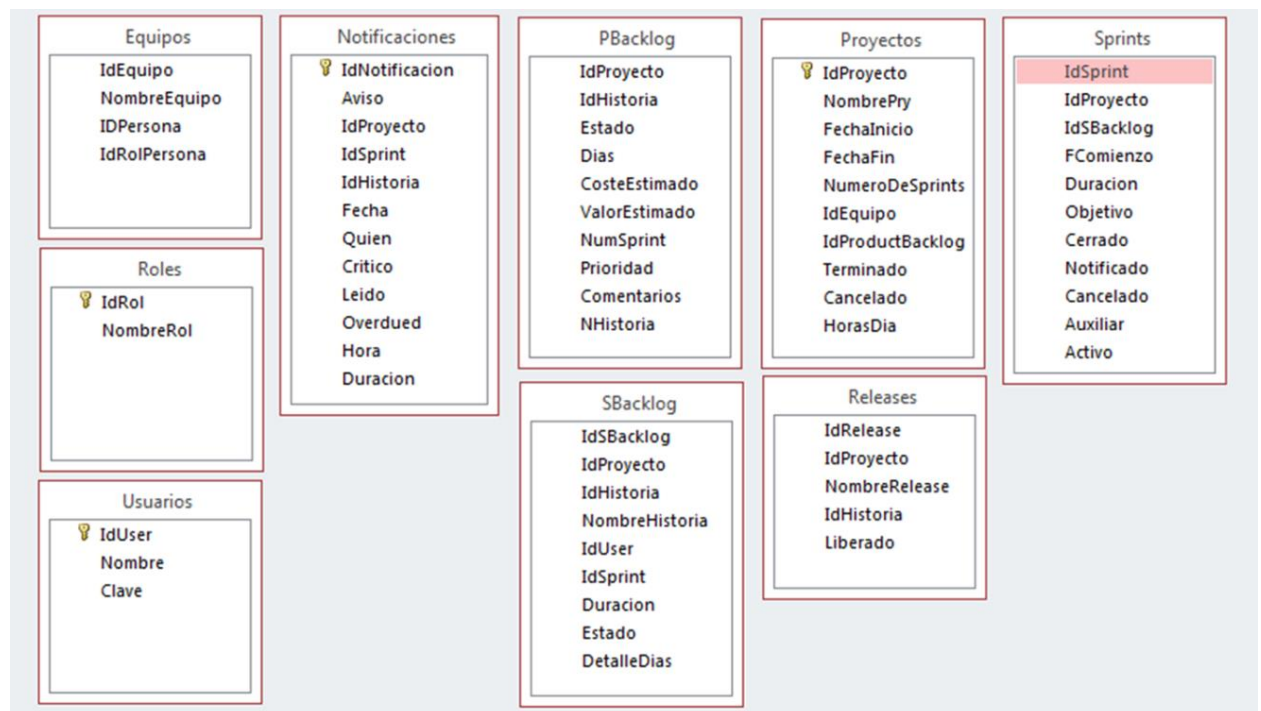 Equipos
IdEquipo
NombreEquipo
IDPersona
IdRolPersona
Roles
IdRol
NombreRol
Usuarios
IdUser
Nombre
Clave
Notificaciones
IdNotificacion
Aviso
IdProyecto
IdSprint
IdHistoria
Fecha
Quien
Critico
Leido
Overdued
Hora
Duracion
PBacklog
IdProyecto
IdHistoria
Estado
Dias
CosteEstimado
ValorEstimado
NumSprint
Prioridad
Comentarios
NHistoria
SBacklog
IdSBacklog
IdProyecto
IdHistoria
NombreHistoria
IdUser
IdSprint
Duracion
Estado
DetalleDias
Proyectos
IdProyecto
NombrePry
FechaInicio
FechaFin
NumeroDeSprints
IdEquipo
IdProductBacklog
Terminado
Cancelado
HorasDia
Releases
IdRelease
IdProyecto
NombreRelease
IdHistoria
Liberado
Sprints
IdSprint
IdProyecto
IdSBacklog
FComienzo
Duracion
Objetivo
Cerrado
Notificado
Cancelado
Auxiliar
Activo